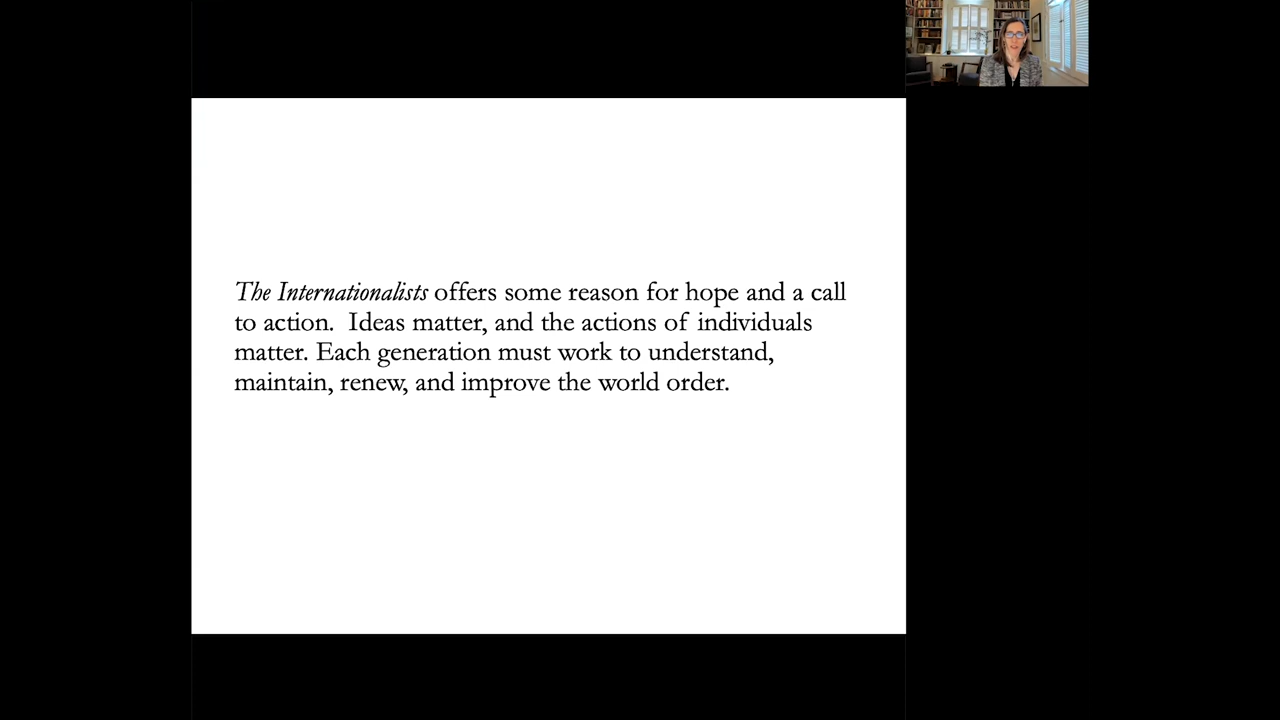 The Internationalists offers some reason for hope and a call
to action.  Ideas matter, and the actions of individuals
matter. Each generation must work to understand,
maintain, renew, and improve the world order.